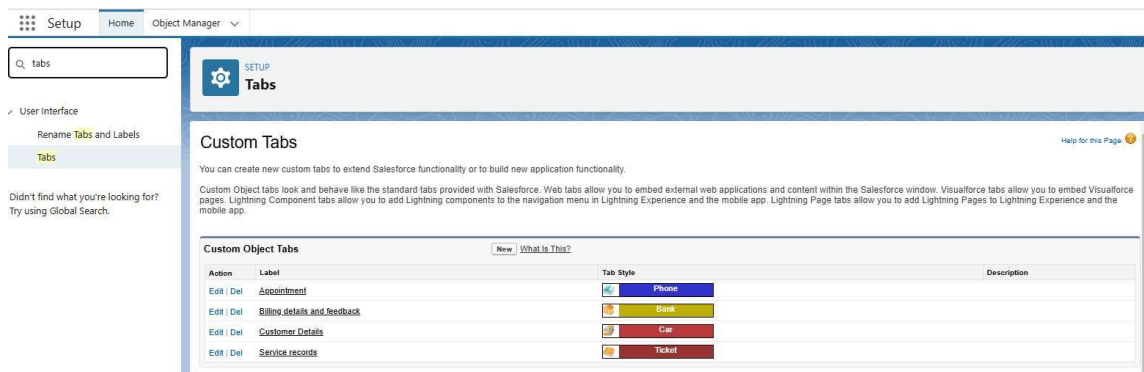 Setup Home Object Manager
tabs
SETUP
Tabs
User Interface
Rename Tabs and Labels
Tabs
Didn't find what you're looking for?
Try using Global Search.
Custom Tabs
Help for this Page
You can create new custom tabs to extend Salesforce functionality or to build new application functionality.
Custom Object tabs look and behave like the standard tabs provided with Salesforce. Web tabs allow you to embed external web applications and content within the Salesforce window. Visualforce tabs allow you to embed Visualforce
pages. Lightning Component tabs allow you to add Lightning components to the navigation menu in Lightning Experience and the mobile app. Lightning Page tabs allow you to add Lightning Pages to Lightning Experience and the
mobile app.
Custom Object Tabs New What Is This?
Action Label Tab Style Description
Edit | Del Appointment Phone
Edit | Del Billing details and feedback Bank
Edit | Del Customer Details Car
Edit | Del Service records Ticket